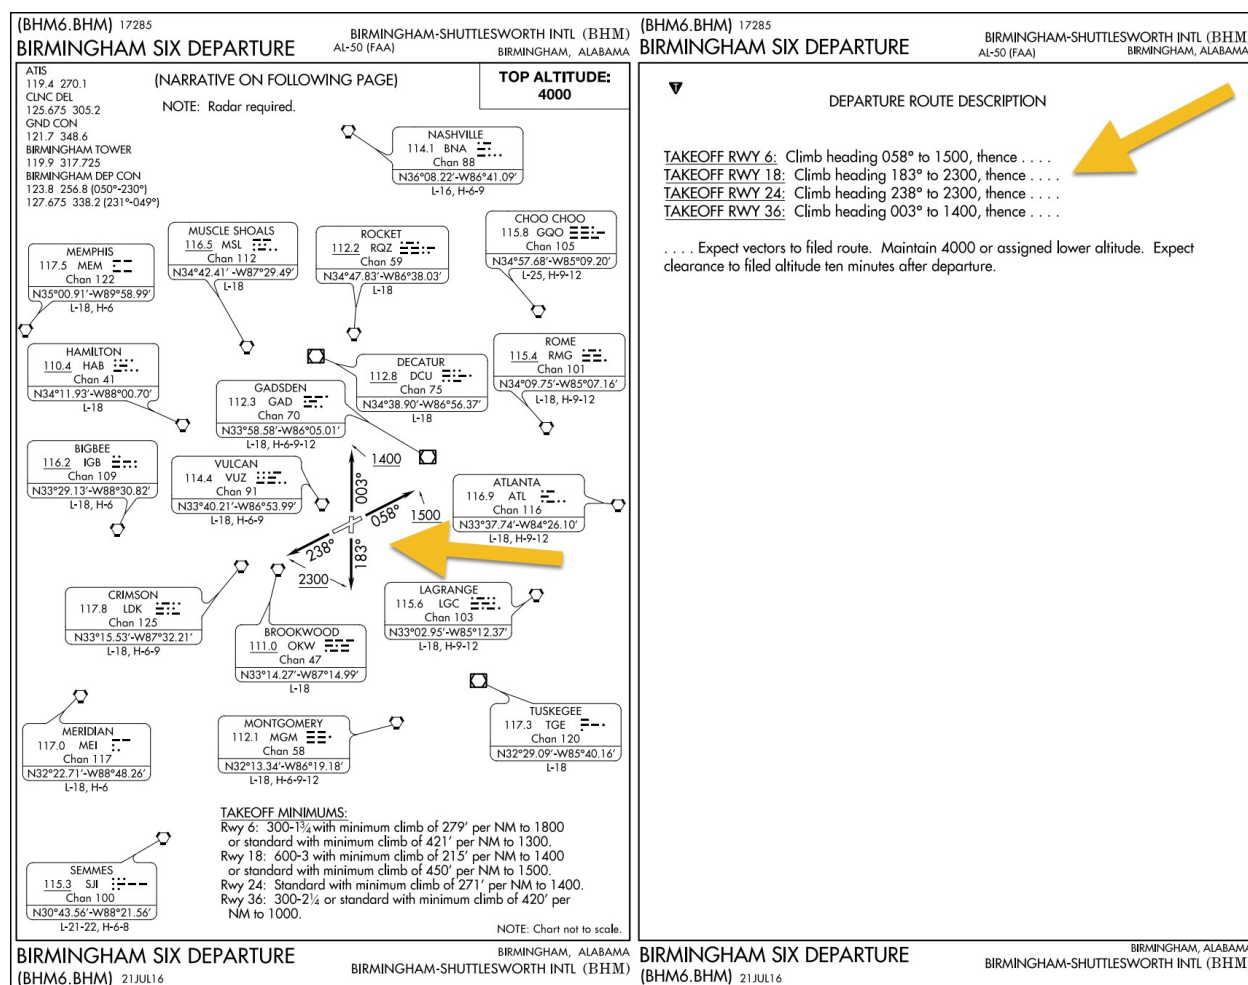 (BHM6.BHM) 17285
BIRMINGHAM SIX DEPARTURE
AL-50 (FAA)
BIRMINGHAM-SHUTTLESWORTH INTL (BHM)
BIRMINGHAM, ALABAMA
ATIS
119.4 270.1
CLNC DEL
125.675 305.2
GND CON
121.7 348.6
BIRMINGHAM TOWER
119.9 317.725
BIRMINGHAM DEP CON
123.8 256.8 (050°-230°)
127.675 338.2 (231°-049°)
(NARRATIVE ON FOLLOWING PAGE)
NOTE: Radar required.
TOP ALTITUDE:
4000
NASHVILLE
114.1 BNA
Chan 88
N36°08.22'-W86°41.09'
L-16, H-6-9
CHOO CHOO
115.8 GQO
Chan 105
N34°57.68'-W85°09.20'
L-25, H-9-12
MUSCLE SHOALS
116.5 MSL
Chan 112
N34°42.41'-W87°29.49'
L-18
ROCKET
112.2 RQZ
Chan 59
N34°47.83'-W86°38.03'
L-18
MEMPHIS
117.5 MEM
Chan 122
N35°00.91'-W89°58.99'
L-18, H-6
HAMILTON
110.4 HAB
Chan 41
N34°11.93'-W88°00.70'
L-18
DECATUR
112.8 DCU
Chan 75
N34°38.90'-W86°56.37'
L-18
ROME
115.4 RMG
Chan 101
N34°09.75'-W85°07.16'
L-18, H-9-12
GADSDEN
112.3 GAD
Chan 70
N33°58.58'-W86°05.01'
L-18, H-6-9-12
BIGBEE
116.2 IGB
Chan 109
N33°29.13'-W88°30.82'
L-18, H-6
VULCAN
114.4 VUZ
Chan 91
N33°40.21'-W86°53.99'
L-18, H-6-9
ATLANTA
116.9 ATL
Chan 116
N33°37.74'-W84°26.10'
L-18, H-9-12
1400
003°
058°
1500
238°
183°
2300
CRIMSON
117.8 LDK
Chan 125
N33°15.53'-W87°32.21'
L-18, H-6-9
BROOKWOOD
111.0 OKW
Chan 47
N33°14.27'-W87°14.99'
L-18
LAGRANGE
115.6 LGC
Chan 103
N33°02.95'-W85°12.37'
L-18, H-9-12
MERIDIAN
117.0 MEI
Chan 117
N32°22.71'-W88°48.26'
L-18, H-6
MONTGOMERY
112.1 MGM
Chan 58
N32°13.34'-W86°19.18'
L-18, H-6-9-12
TUSKEGEE
117.3 TGE
Chan 120
N32°29.09'-W85°40.16'
L-18
SEMMES
115.3 SJI
Chan 100
N30°43.56'-W88°21.56'
L-21-22, H-6-8
TAKEOFF MINIMUMS:
Rwy 6: 300-1¾ with minimum climb of 279' per NM to 1800
or standard with minimum climb of 421' per NM to 1300.
Rwy 18: 600-3 with minimum climb of 215' per NM to 1400
or standard with minimum climb of 450' per NM to 1500.
Rwy 24: Standard with minimum climb of 271' per NM to 1400.
Rwy 36: 300-2¼ or standard with minimum climb of 420' per
NM to 1000.
NOTE: Chart not to scale.
BIRMINGHAM SIX DEPARTURE
(BHM6.BHM) 21JUL16
BIRMINGHAM, ALABAMA
BIRMINGHAM-SHUTTLESWORTH INTL (BHM)
(BHM6.BHM) 17285
BIRMINGHAM SIX DEPARTURE
AL-50 (FAA)
BIRMINGHAM-SHUTTLESWORTH INTL (BHM
BIRMINGHAM, ALABAMA
T
DEPARTURE ROUTE DESCRIPTION
TAKEOFF RWY 6: Climb heading 058° to 1500, thence . . . .
TAKEOFF RWY 18: Climb heading 183° to 2300, thence . . . .
TAKEOFF RWY 24: Climb heading 238° to 2300, thence . . . .
TAKEOFF RWY 36: Climb heading 003° to 1400, thence . . . .
. . . . Expect vectors to filed route. Maintain 4000 or assigned lower altitude. Expect
clearance to filed altitude ten minutes after departure.
BIRMINGHAM SIX DEPARTURE
(BHM6.BHM) 21JUL16
BIRMINGHAM, ALABAMA
BIRMINGHAM-SHUTTLESWORTH INTL (BHM